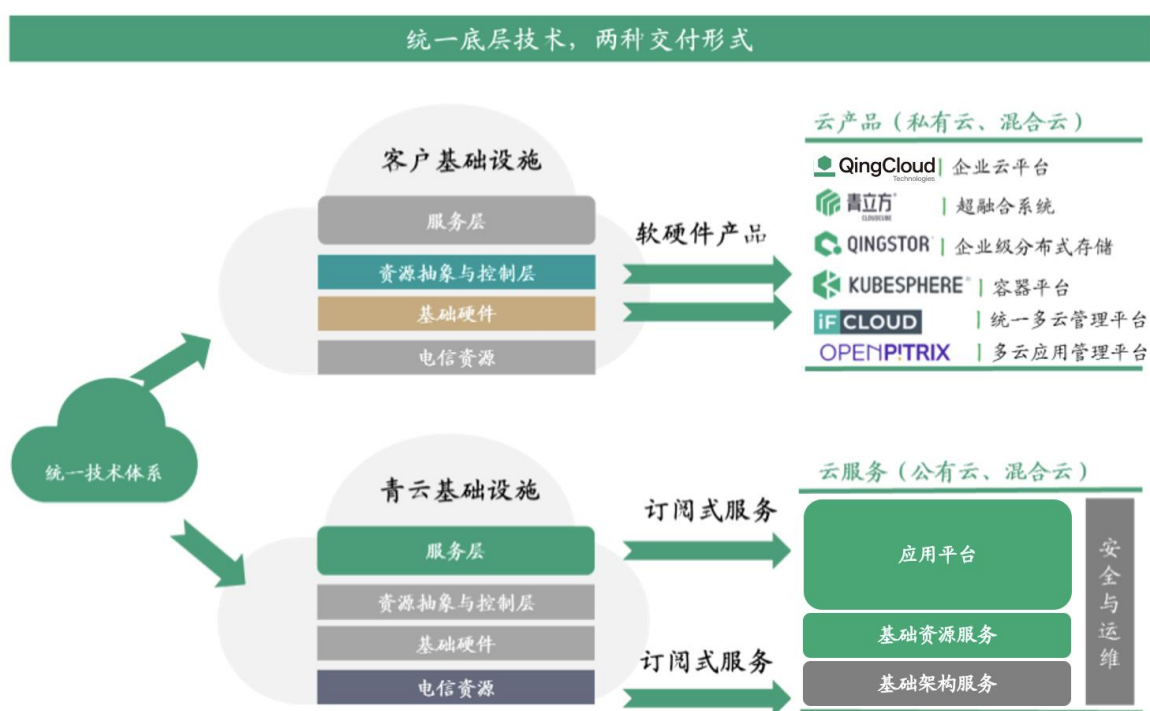 统一底层技术，两种交付形式
统一技术体系
客户基础设施
服务层
资源抽象与控制层
基础硬件
电信资源
软硬件产品
云产品（私有云、混合云）
QingCloud Technologies | 企业云平台
青立方 CLOUDCUBE | 超融合系统
QINGSTOR | 企业级分布式存储
KUBESPHERE | 容器平台
iFCLOUD | 统一多云管理平台
OPENP!TRIX | 多云应用管理平台
青云基础设施
服务层
资源抽象与控制层
基础硬件
电信资源
订阅式服务
订阅式服务
云服务（公有云、混合云）
应用平台
基础资源服务
基础架构服务
安全与运维